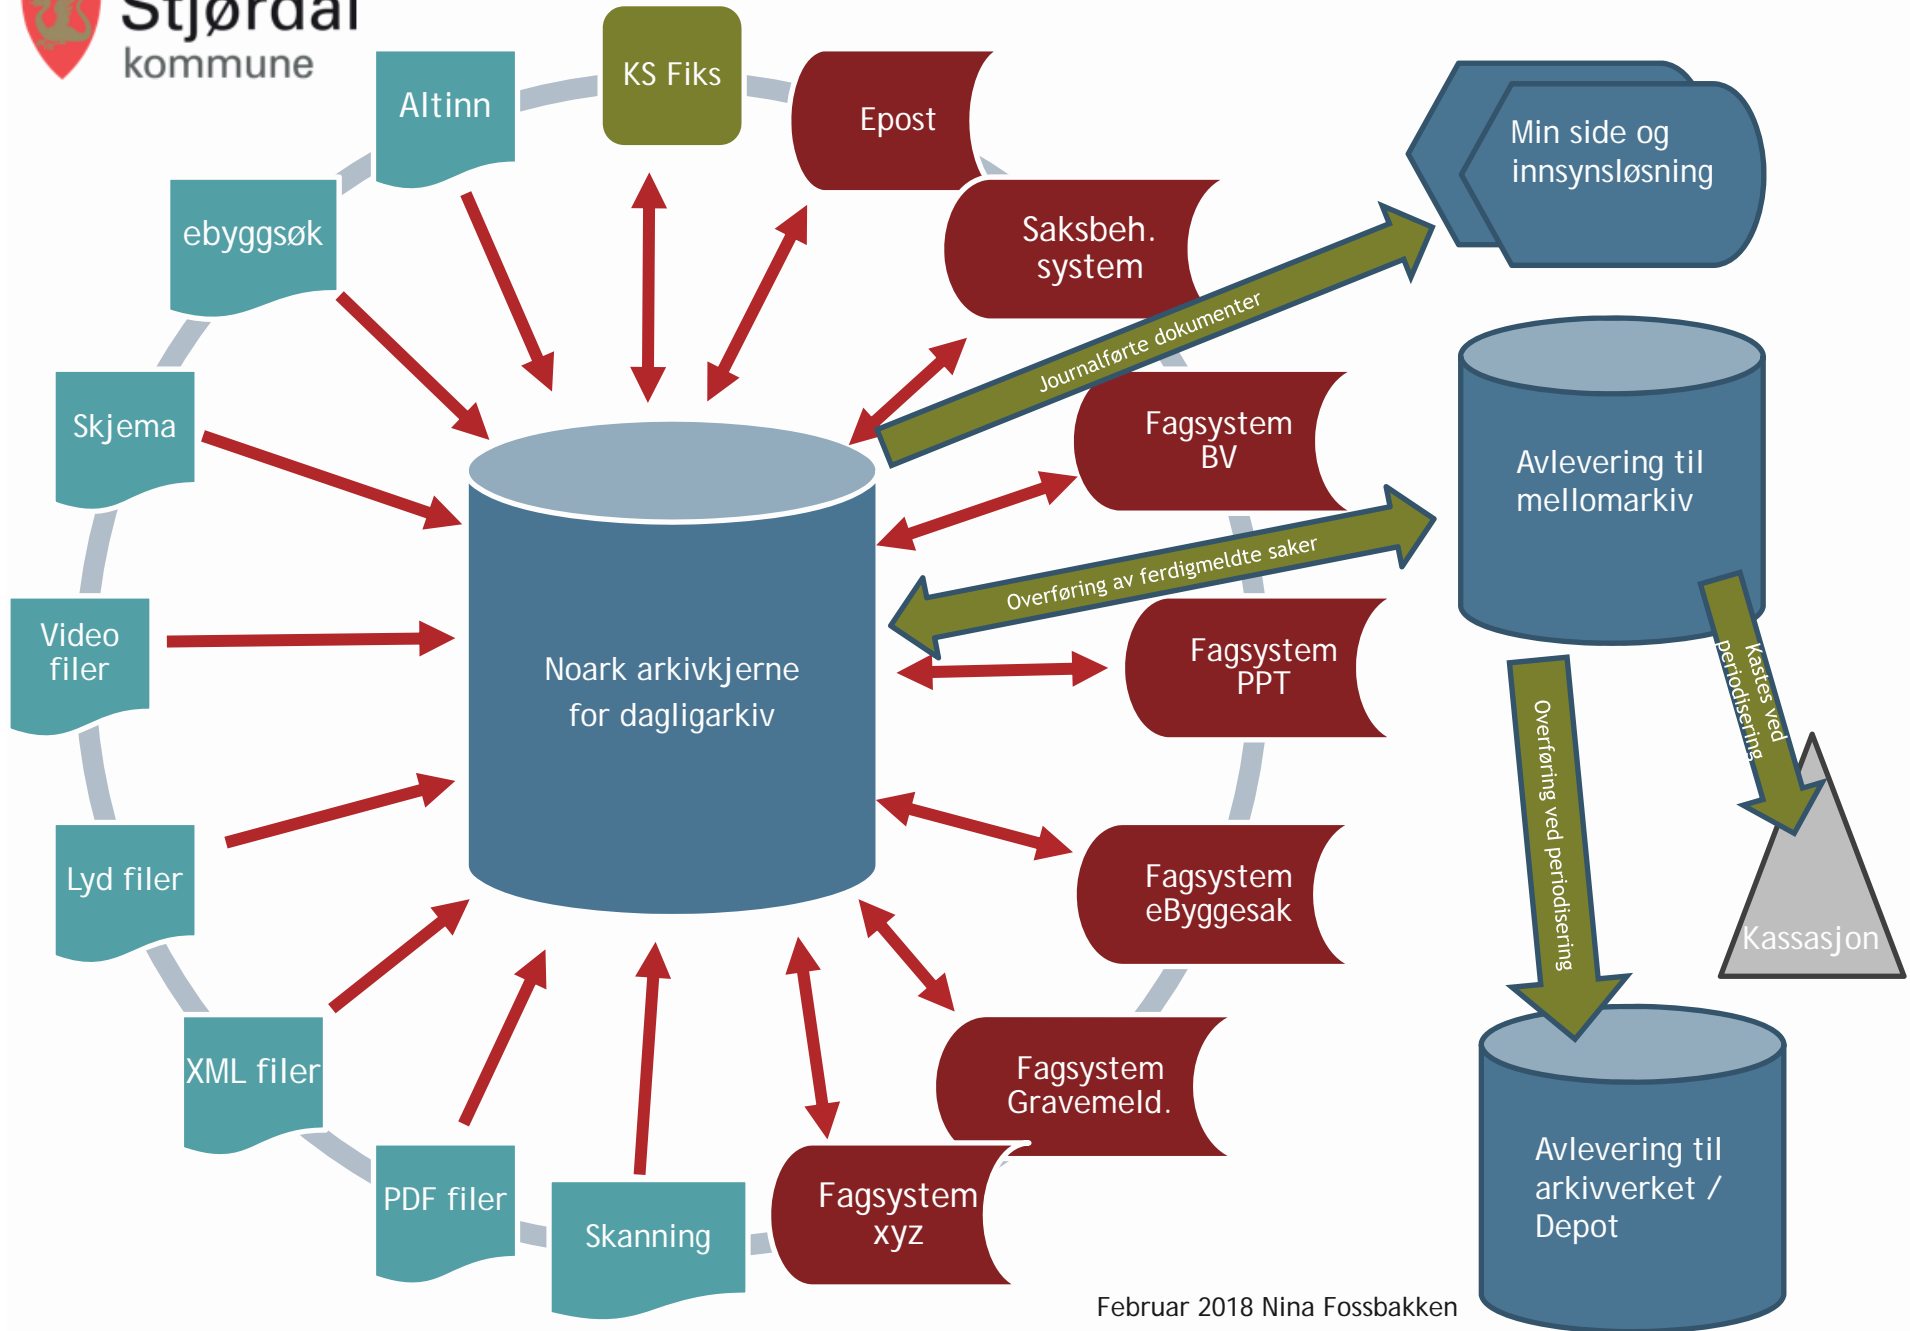 Stjørdal
kommune
Altinn
KS Fiks
Epost
Saksbeh.
system
Min side og
innsynsløsning
ebyggsøk
Journalførte dokumenter
Skjema
Fagsystem
BV
Avlevering til
mellomarkiv
Overføring av ferdigmeldte saker
Video
filer
Noark arkivkjerne
for dagligarkiv
Fagsystem
PPT
Kastes ved
periodisering
Overføring ved periodisering
Lyd filer
Fagsystem
eByggesak
Kassasjon
XML filer
Fagsystem
Gravemeld.
PDF filer
Skanning
Fagsystem
xyz
Avlevering til
arkivverket /
Depot
Februar 2018 Nina Fossbakken